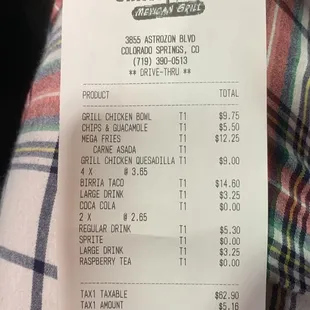 MEXICAN GRILL
3855 ASTROZON BLVD
COLORADO SPRINGS, CO
(719) 390-0513
** DRIVE-THRU **
PRODUCT TOTAL
GRILL CHICKEN BOWL T1 $9.75
CHIPS & GUACAMOLE T1 $5.50
MEGA FRIES T1 $12.25
CARNE ASADA T1
GRILL CHICKEN QUESADILLA T1 $9.00
4 X @ 3.65
BIRRIA TACO T1 $14.60
LARGE DRINK T1 $3.25
COCA COLA T1 $0.00
2 X @ 2.65
REGULAR DRINK T1 $5.30
SPRITE T1 $0.00
LARGE DRINK T1 $3.25
RASPBERRY TEA T1 $0.00
TAX1 TAXABLE $62.90
TAX1 AMOUNT $5.16